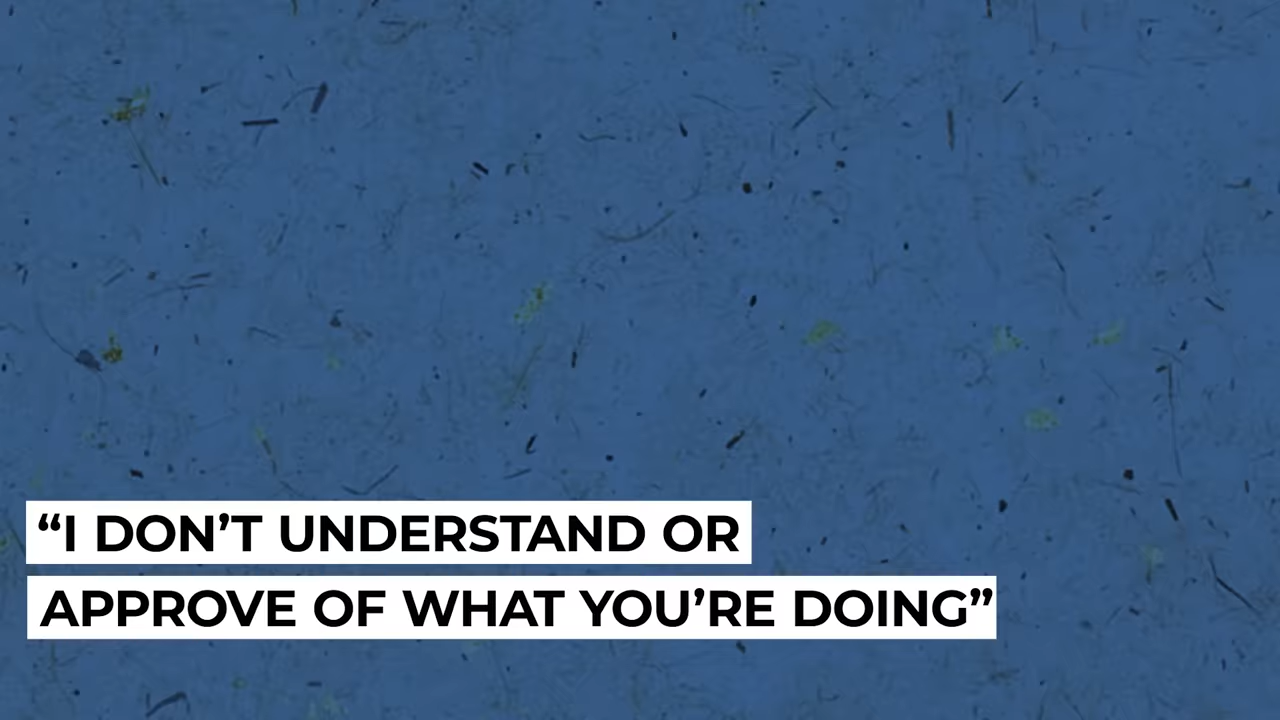 “I DON’T UNDERSTAND OR
APPROVE OF WHAT YOU’RE DOING”